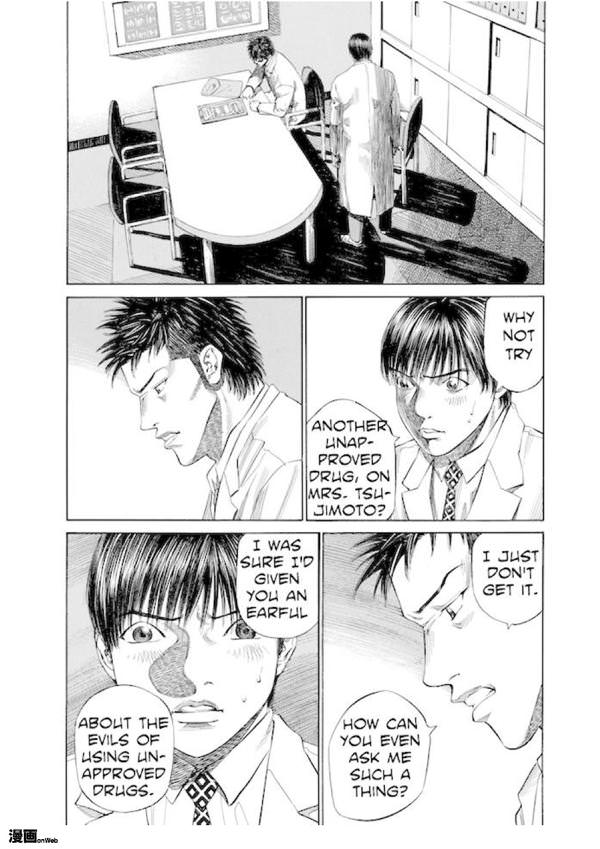 WHY
NOT
TRY
ANOTHER
UNAP-
PROVED
DRUG, ON
MRS. TSU-
JIMOTO?
I JUST
DON'T
GET IT.
HOW CAN
YOU EVEN
ASK ME
SUCH A
THING?
I WAS
SURE I'D
GIVEN
YOU AN
EARFUL
ABOUT THE
EVILS OF
USING UN-
APPROVED
DRUGS.
漫画onWeb